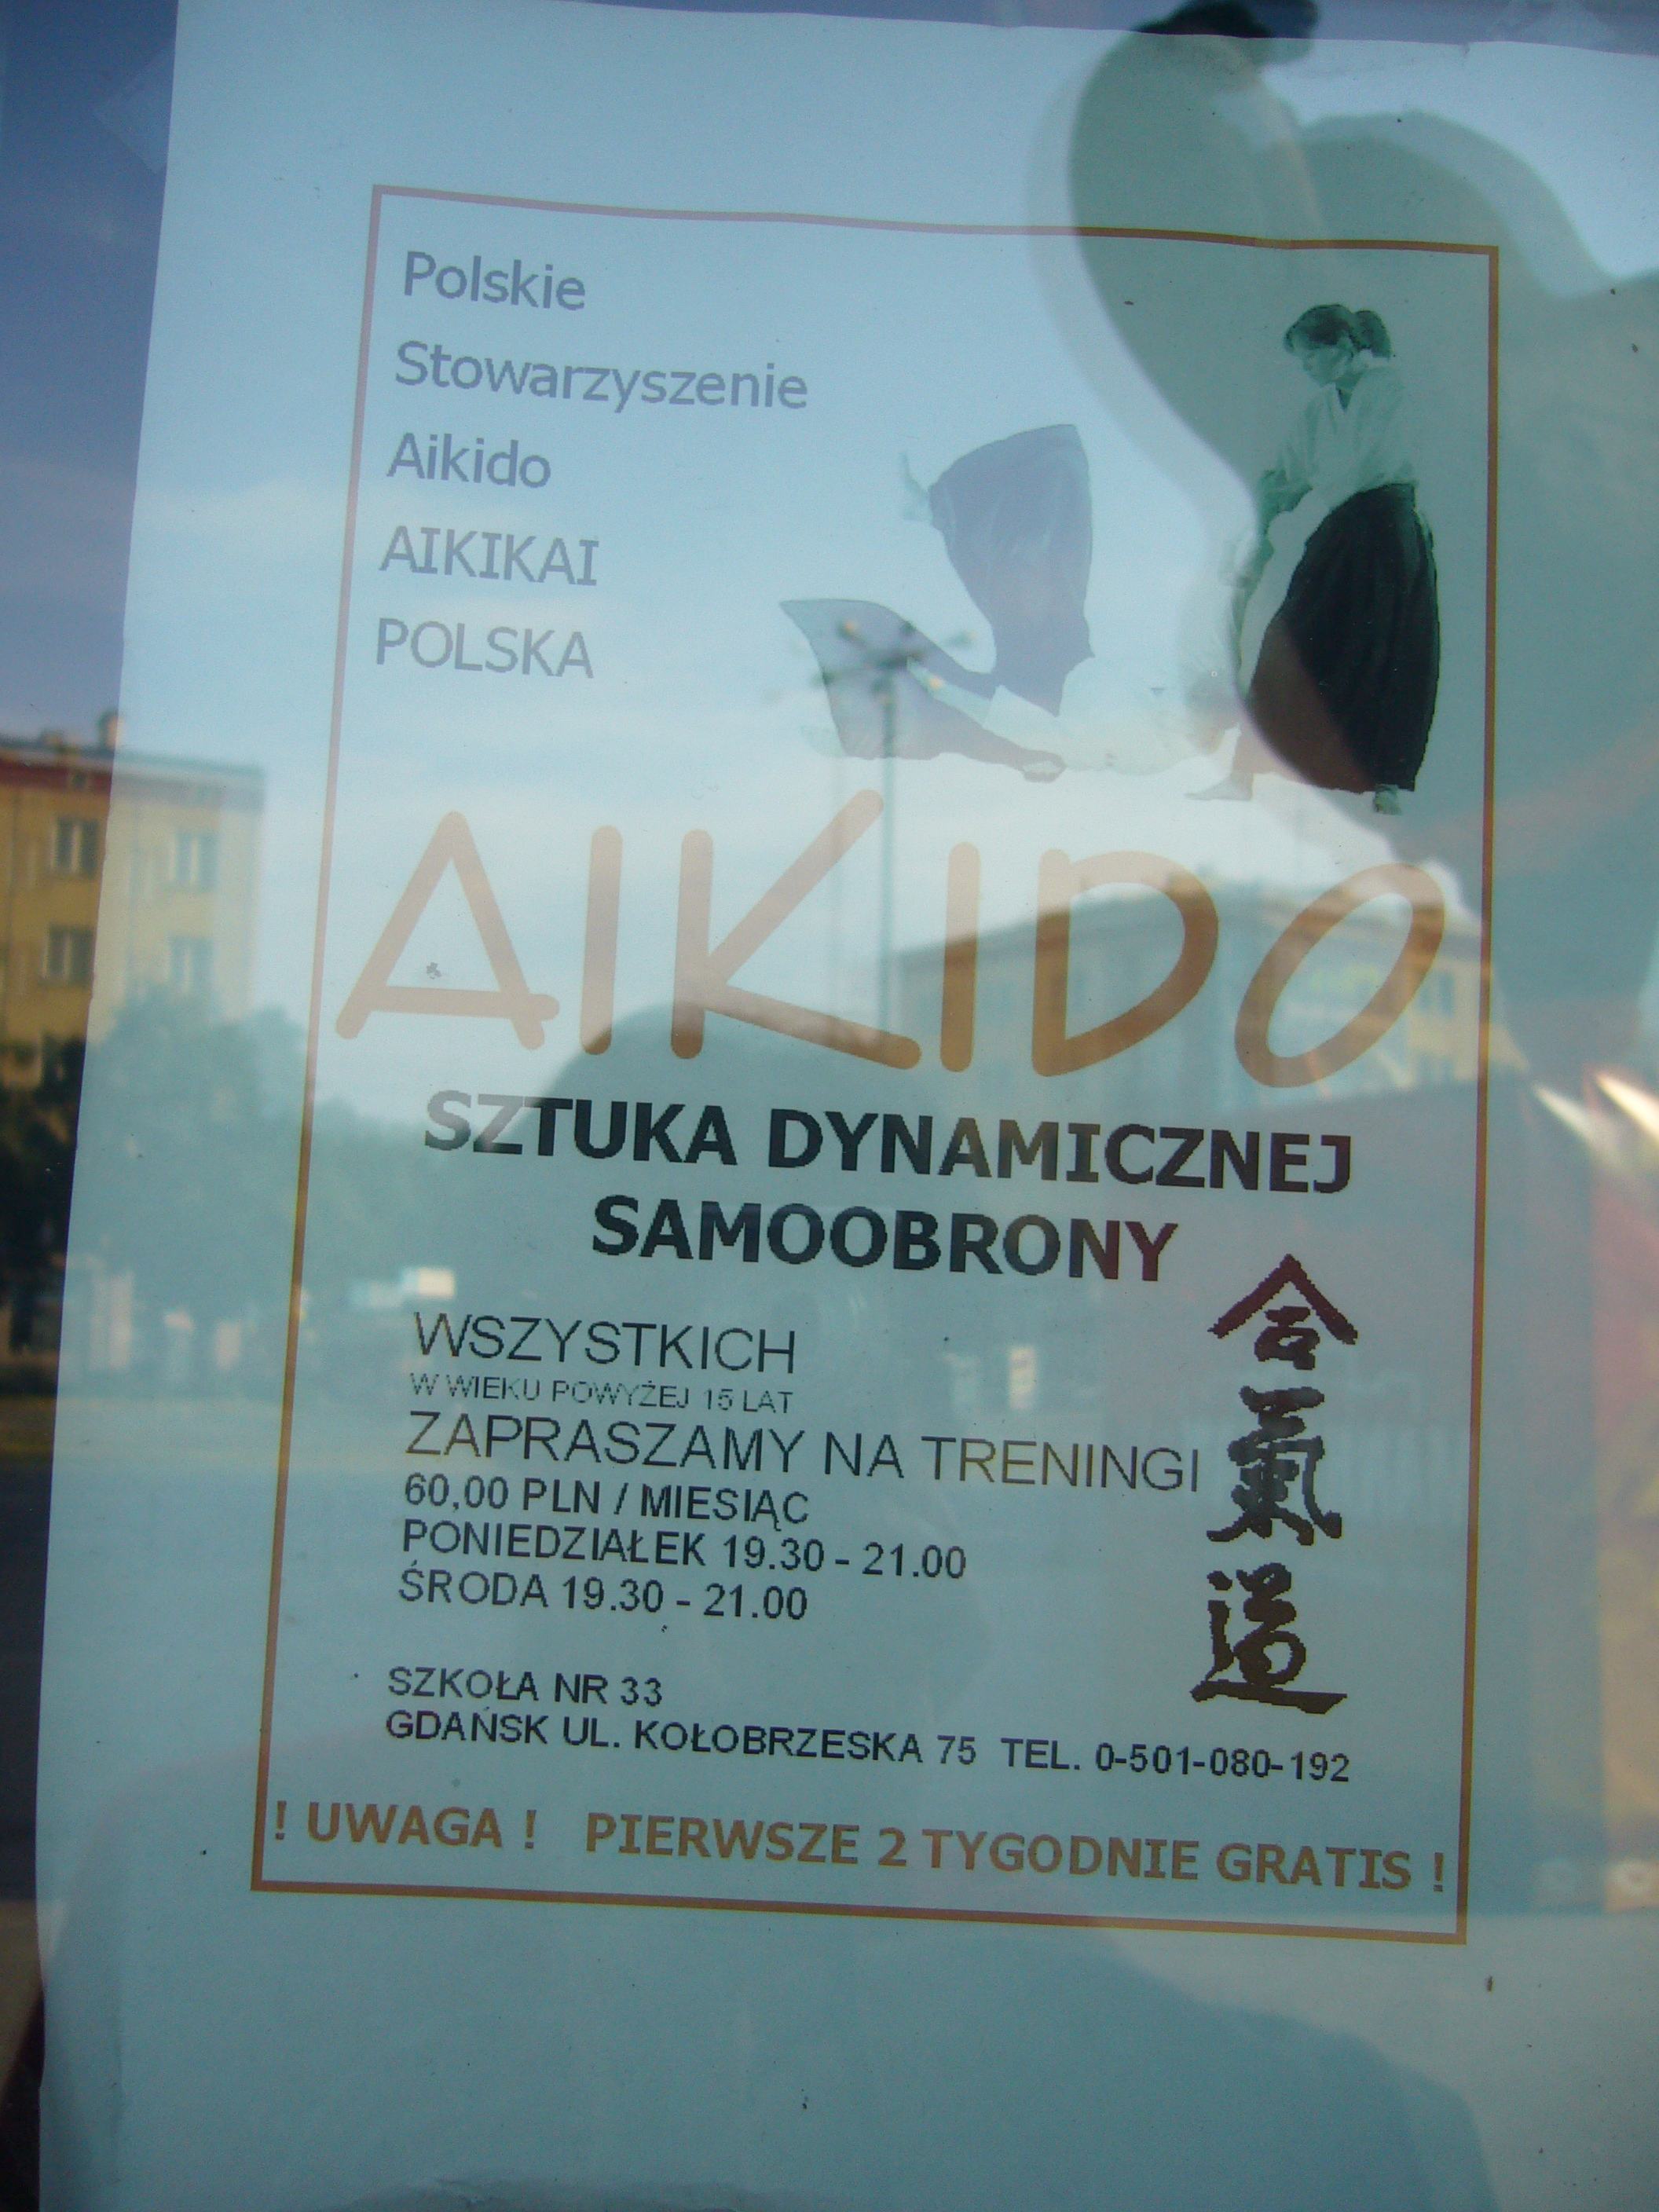 Polskie
Stowarzyszenie
Aikido
AIKIKAI
POLSKA
AIKIDO
SZTUKA DYNAMICZNEJ
SAMOOBRONY
WSZYSTKICH
W WIEKU POWYŻEJ 15 LAT
ZAPRASZAMY NA TRENINGI
60,00 PLN / MIESIĄC
PONIEDZIAŁEK 19.30 - 21.00
ŚRODA 19.30 - 21.00
合
氣
道
SZKOŁA NR 33
GDAŃSK UL. KOŁOBRZESKA 75 TEL. 0-501-080-192
! UWAGA ! PIERWSZE 2 TYGODNIE GRATIS !